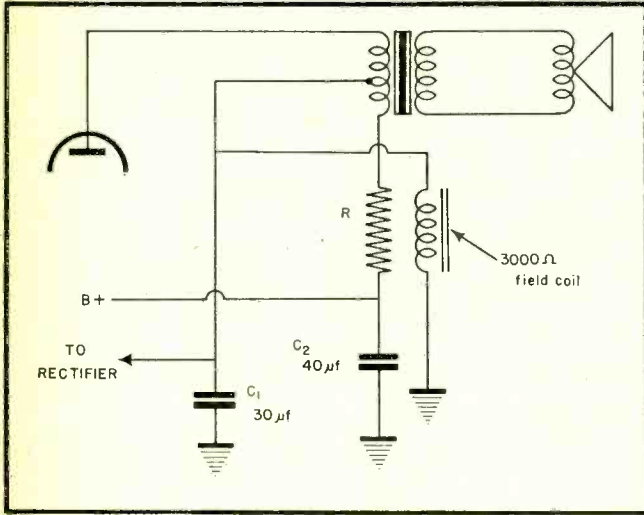 R
3000 Ω
field coil
B+
TO
RECTIFIER
C₂
40 μf
C₁
30 μf